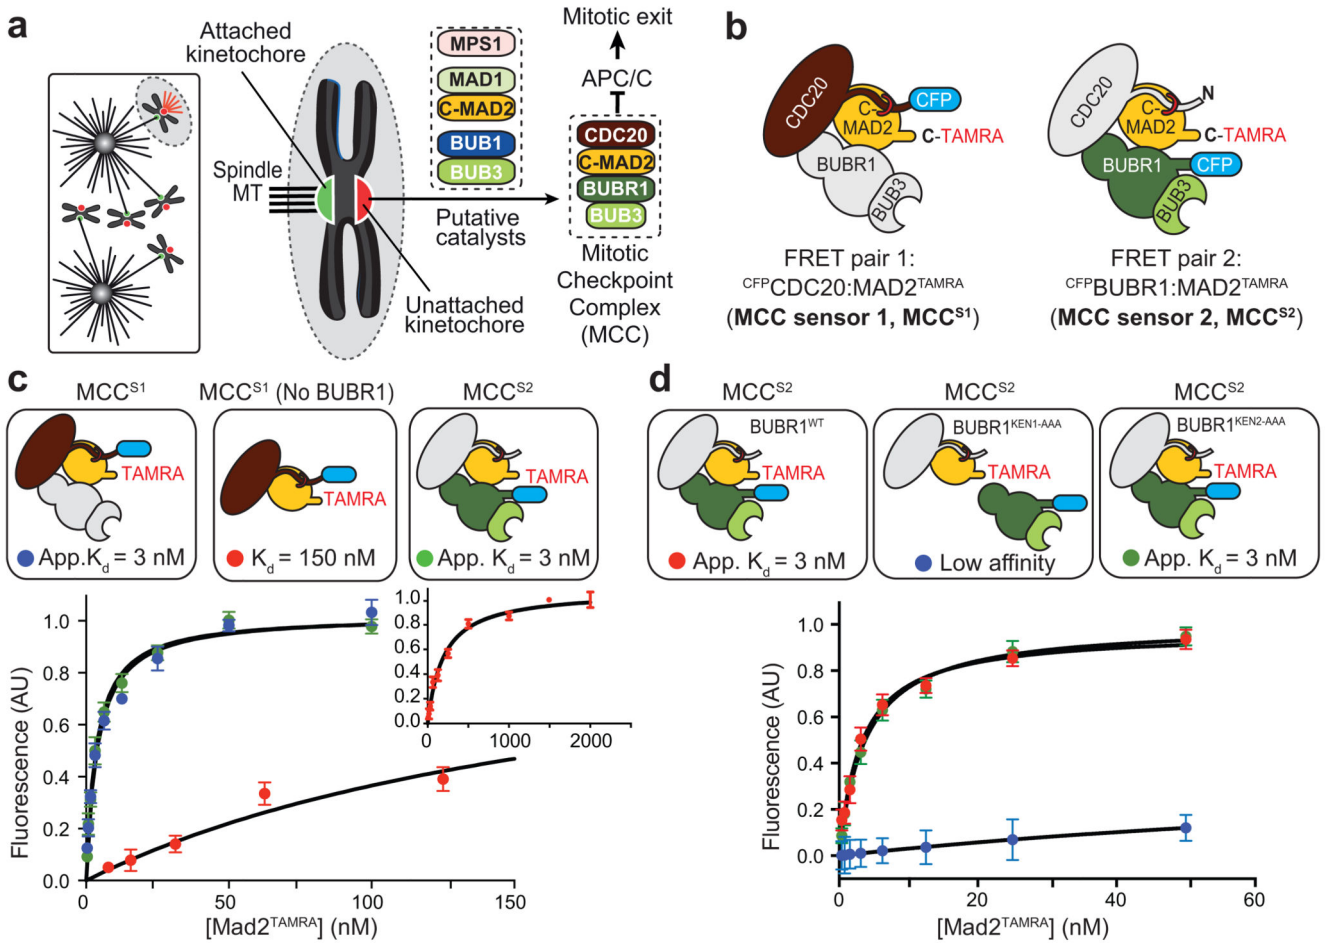 a
Attached
kinetochore
Spindle
MT
Unattached
kinetochore
MPS1
MAD1
C-MAD2
BUB1
BUB3
Putative
catalysts
Mitotic exit
APC/C
CDC20
C-MAD2
BUBR1
BUB3
Mitotic
Checkpoint
Complex
(MCC)
b
CDC20
C-
MAD2
CFP
C-TAMRA
BUBR1
BUB3
FRET pair 1:
CFPCDC20:MAD2TAMRA
(MCC sensor 1, MCCS1)
CDC20
C-
MAD2
N
C-TAMRA
BUBR1
CFP
BUB3
FRET pair 2:
CFPBUBR1:MAD2TAMRA
(MCC sensor 2, MCCS2)
c
MCCS1
TAMRA
App.Kd = 3 nM
MCCS1 (No BUBR1)
TAMRA
Kd = 150 nM
MCCS2
TAMRA
App. Kd = 3 nM
Fluorescence (AU)
1.0
0.8
0.6
0.4
0.2
0.0
0 50 100 150
[Mad2TAMRA] (nM)
1.0
0.8
0.6
0.4
0.2
0.0
0 1000 2000
d
MCCS2
BUBR1WT
TAMRA
App. Kd = 3 nM
MCCS2
BUBR1KEN1-AAA
TAMRA
Low affinity
MCCS2
BUBR1KEN2-AAA
TAMRA
App. Kd = 3 nM
Fluorescence (AU)
1.0
0.8
0.6
0.4
0.2
0.0
0 20 40 60
[Mad2TAMRA] (nM)